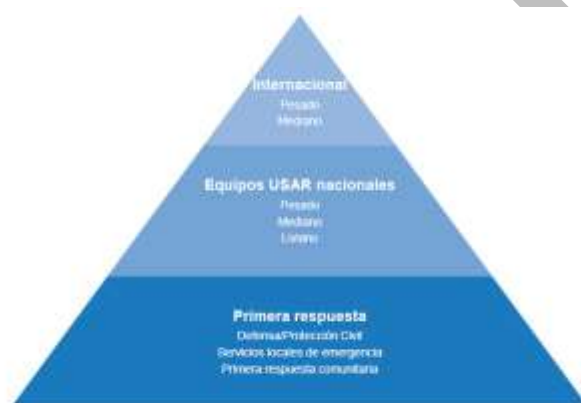 Internacional
Pesado
Mediano
Equipos USAR nacionales
Pesado
Mediano
Liviano
Primera respuesta
Defensa/Protección Civil
Servicios locales de emergencia
Primera respuesta comunitaria